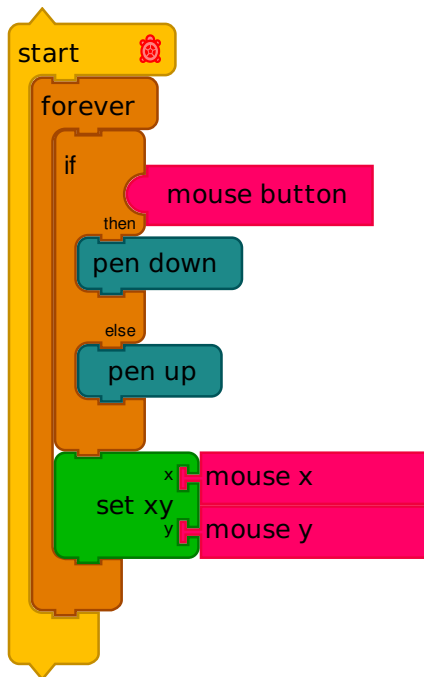 start
forever
if
mouse button
then
pen down
else
pen up
x mouse x
set xy
y mouse y